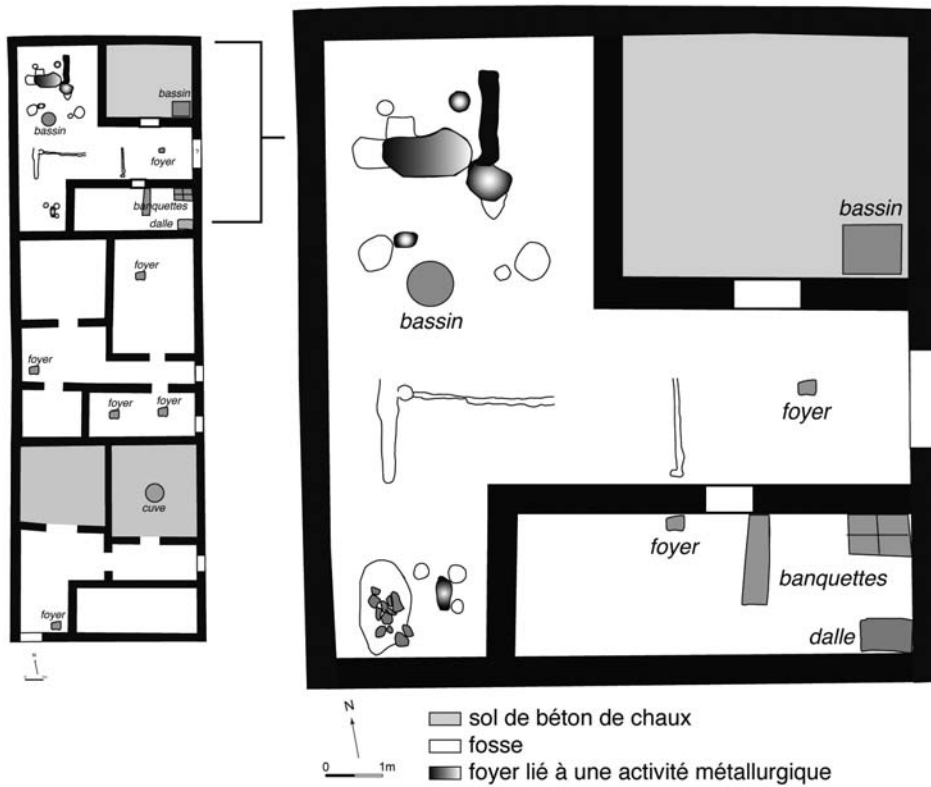 bassin
bassin
foyer
?
banquettes
dalle
foyer
foyer
foyer
foyer
cuve
foyer
bassin
bassin
foyer
foyer
banquettes
dalle
N
0 1m
sol de béton de chaux
fosse
foyer lié à une activité métallurgique